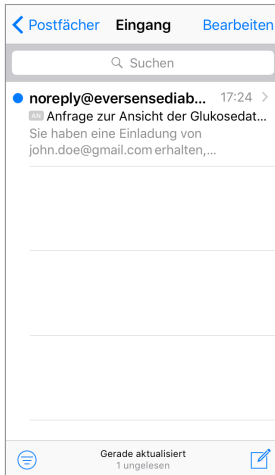 Postfächer Eingang Bearbeiten
Suchen
noreply@eversensediab... 17:24
AN Anfrage zur Ansicht der Glukosedat...
Sie haben eine Einladung von
john.doe@gmail.com erhalten,...
Gerade aktualisiert
1 ungelesen